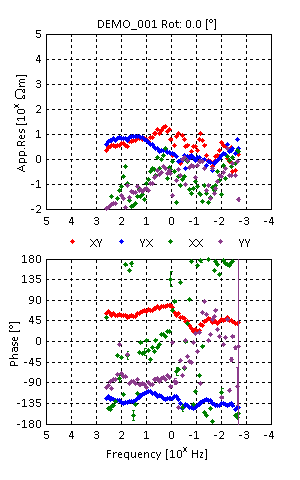 DEMO_001 Rot: 0.0 [°]
5
4
3
2
1
0
-1
-2
App.Res [10^x Ωm]
5 4 3 2 1 0 -1 -2 -3 -4
XY YX XX YY
180
135
90
45
0
-45
-90
-135
-180
Phase [°]
5 4 3 2 1 0 -1 -2 -3 -4
Frequency [10^x Hz]